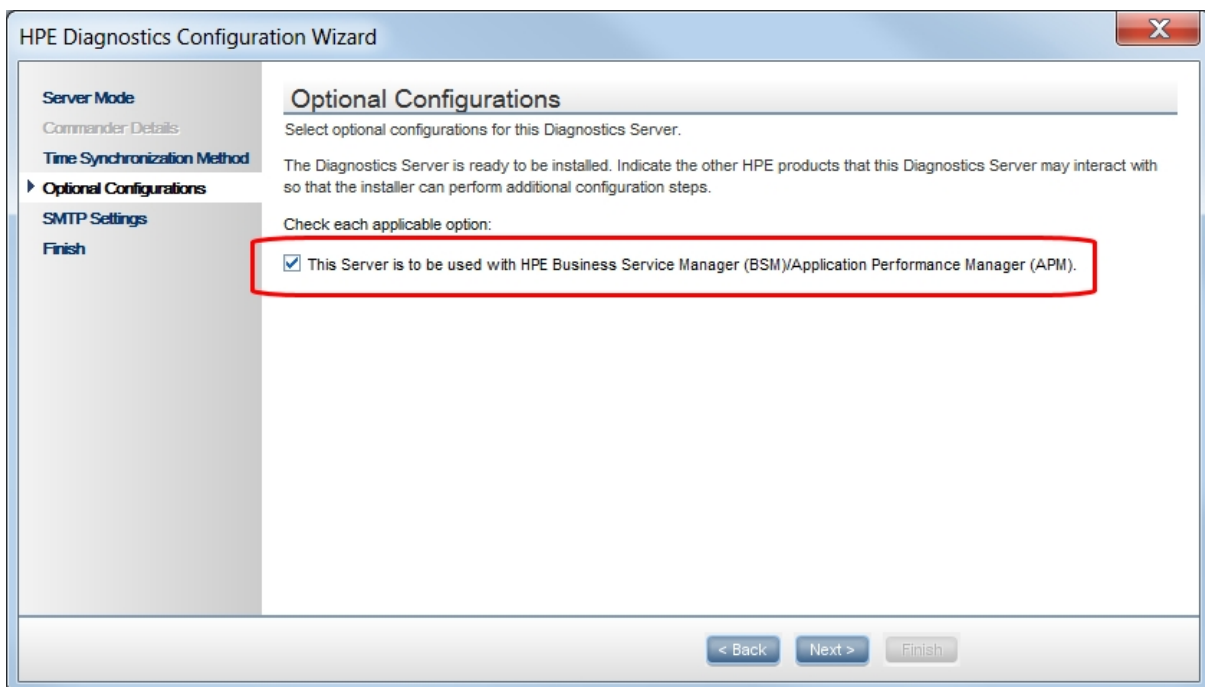 HPE Diagnostics Configuration Wizard
X
Server Mode
Commander Details
Time Synchronization Method
Optional Configurations
SMTP Settings
Finish
Optional Configurations
Select optional configurations for this Diagnostics Server.
The Diagnostics Server is ready to be installed. Indicate the other HPE products that this Diagnostics Server may interact with
so that the installer can perform additional configuration steps.
Check each applicable option:
This Server is to be used with HPE Business Service Manager (BSM)/Application Performance Manager (APM).
< Back
Next >
Finish